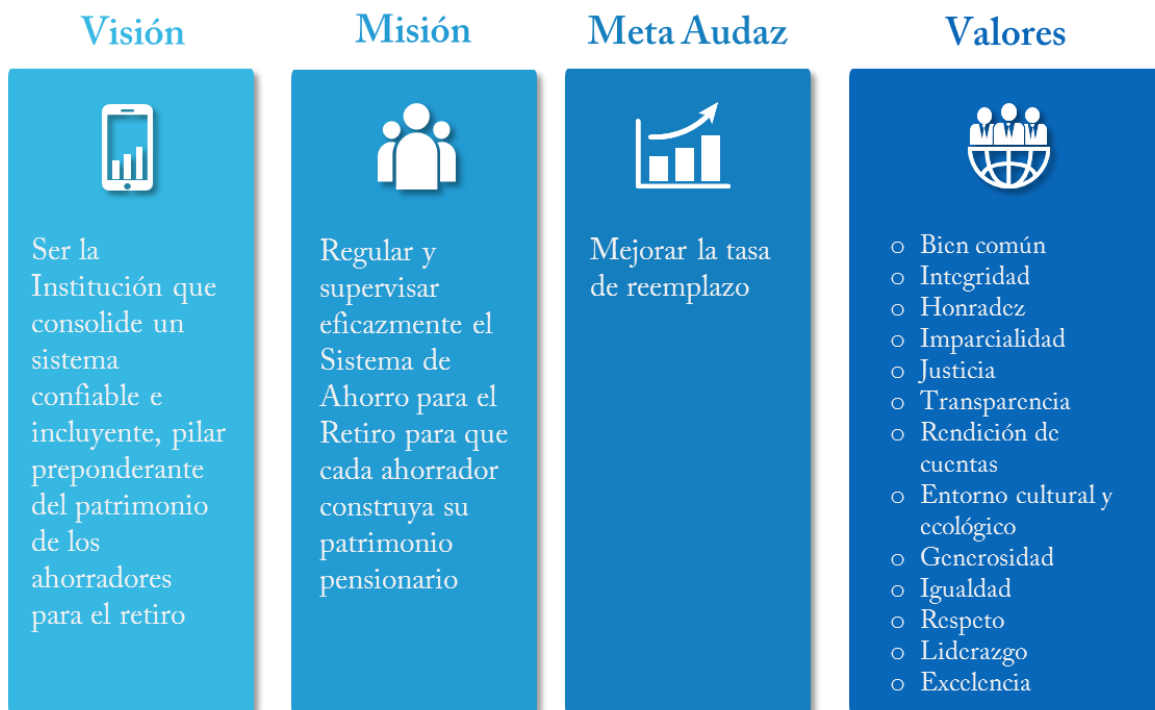 Visión
Ser la
Institución que
consolide un
sistema
confiable e
incluyente, pilar
preponderante
del patrimonio
de los
ahorradores
para el retiro
Misión
Regular y
supervisar
eficazmente el
Sistema de
Ahorro para el
Retiro para que
cada ahorrador
construya su
patrimonio
pensionario
Meta Audaz
Mejorar la tasa
de reemplazo
Valores
o Bien común
o Integridad
o Honradez
o Imparcialidad
o Justicia
o Transparencia
o Rendición de
cuentas
o Entorno cultural y
ecológico
o Generosidad
o Igualdad
o Respeto
o Liderazgo
o Excelencia